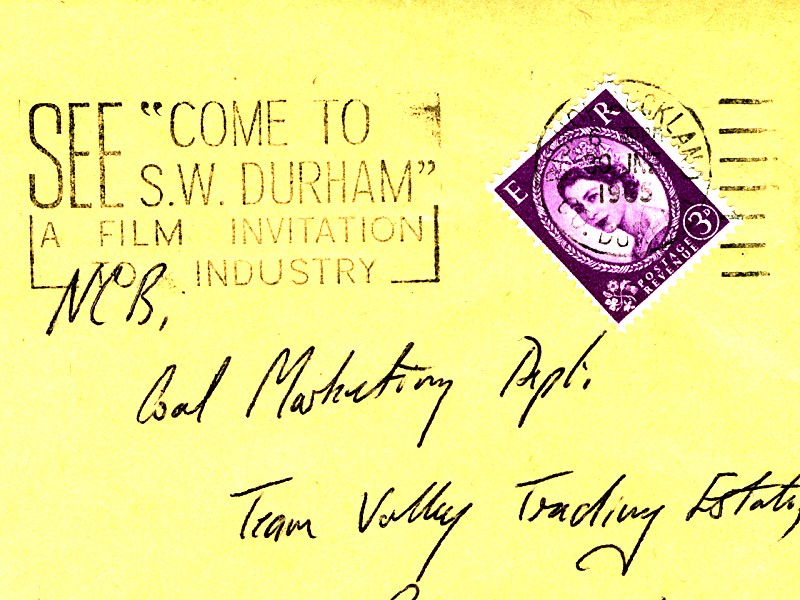 SEE “COME TO
S.W. DURHAM”
A FILM INVITATION
TO INDUSTRY
E R
1965
3D
POSTAGE
REVENUE
NCB,
Coal Marketing Dept.
Team Valley Trading Estate,